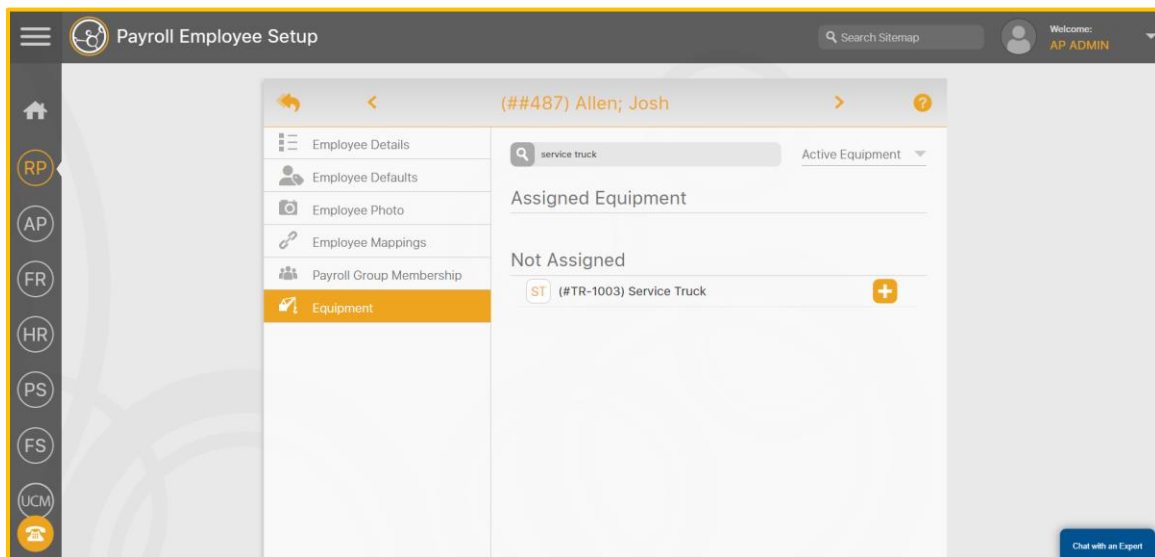 Payroll Employee Setup
Search Sitemap
Welcome:
AP ADMIN
(##487) Allen; Josh
?
RP
AP
FR
HR
PS
FS
UCM
Employee Details
Employee Defaults
Employee Photo
Employee Mappings
Payroll Group Membership
Equipment
service truck
Active Equipment
Assigned Equipment
Not Assigned
ST (#TR-1003) Service Truck
Chat with an Expert